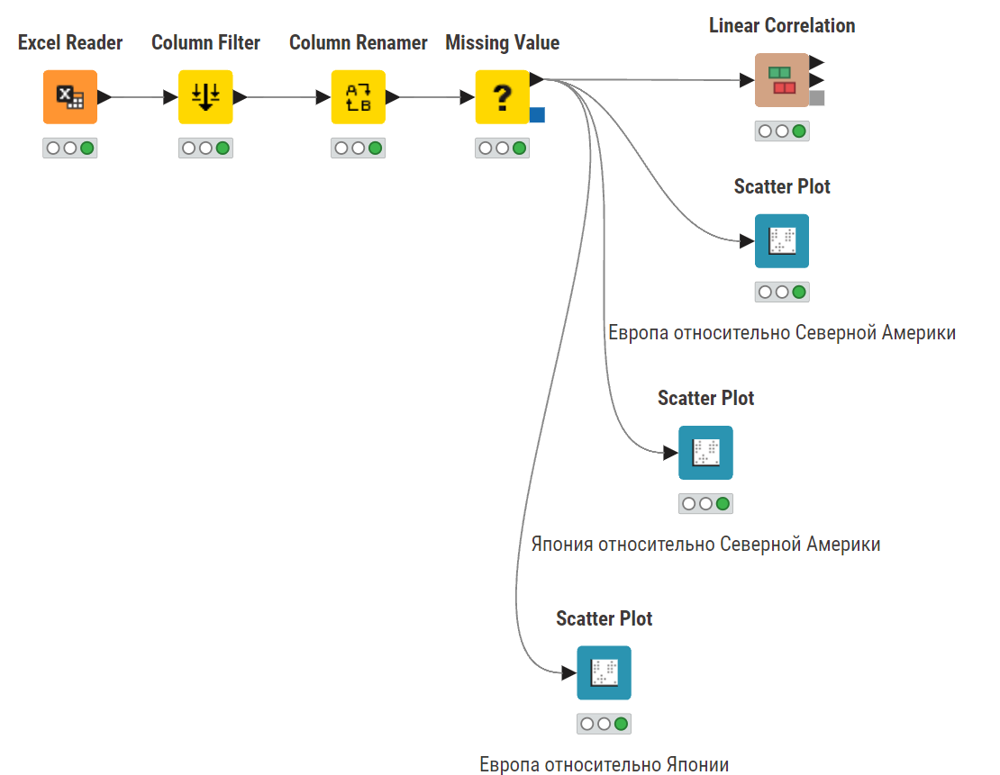 Excel Reader
Column Filter
Column Renamer
Missing Value
Linear Correlation
Scatter Plot
Европа относительно Северной Америки
Scatter Plot
Япония относительно Северной Америки
Scatter Plot
Европа относительно Японии